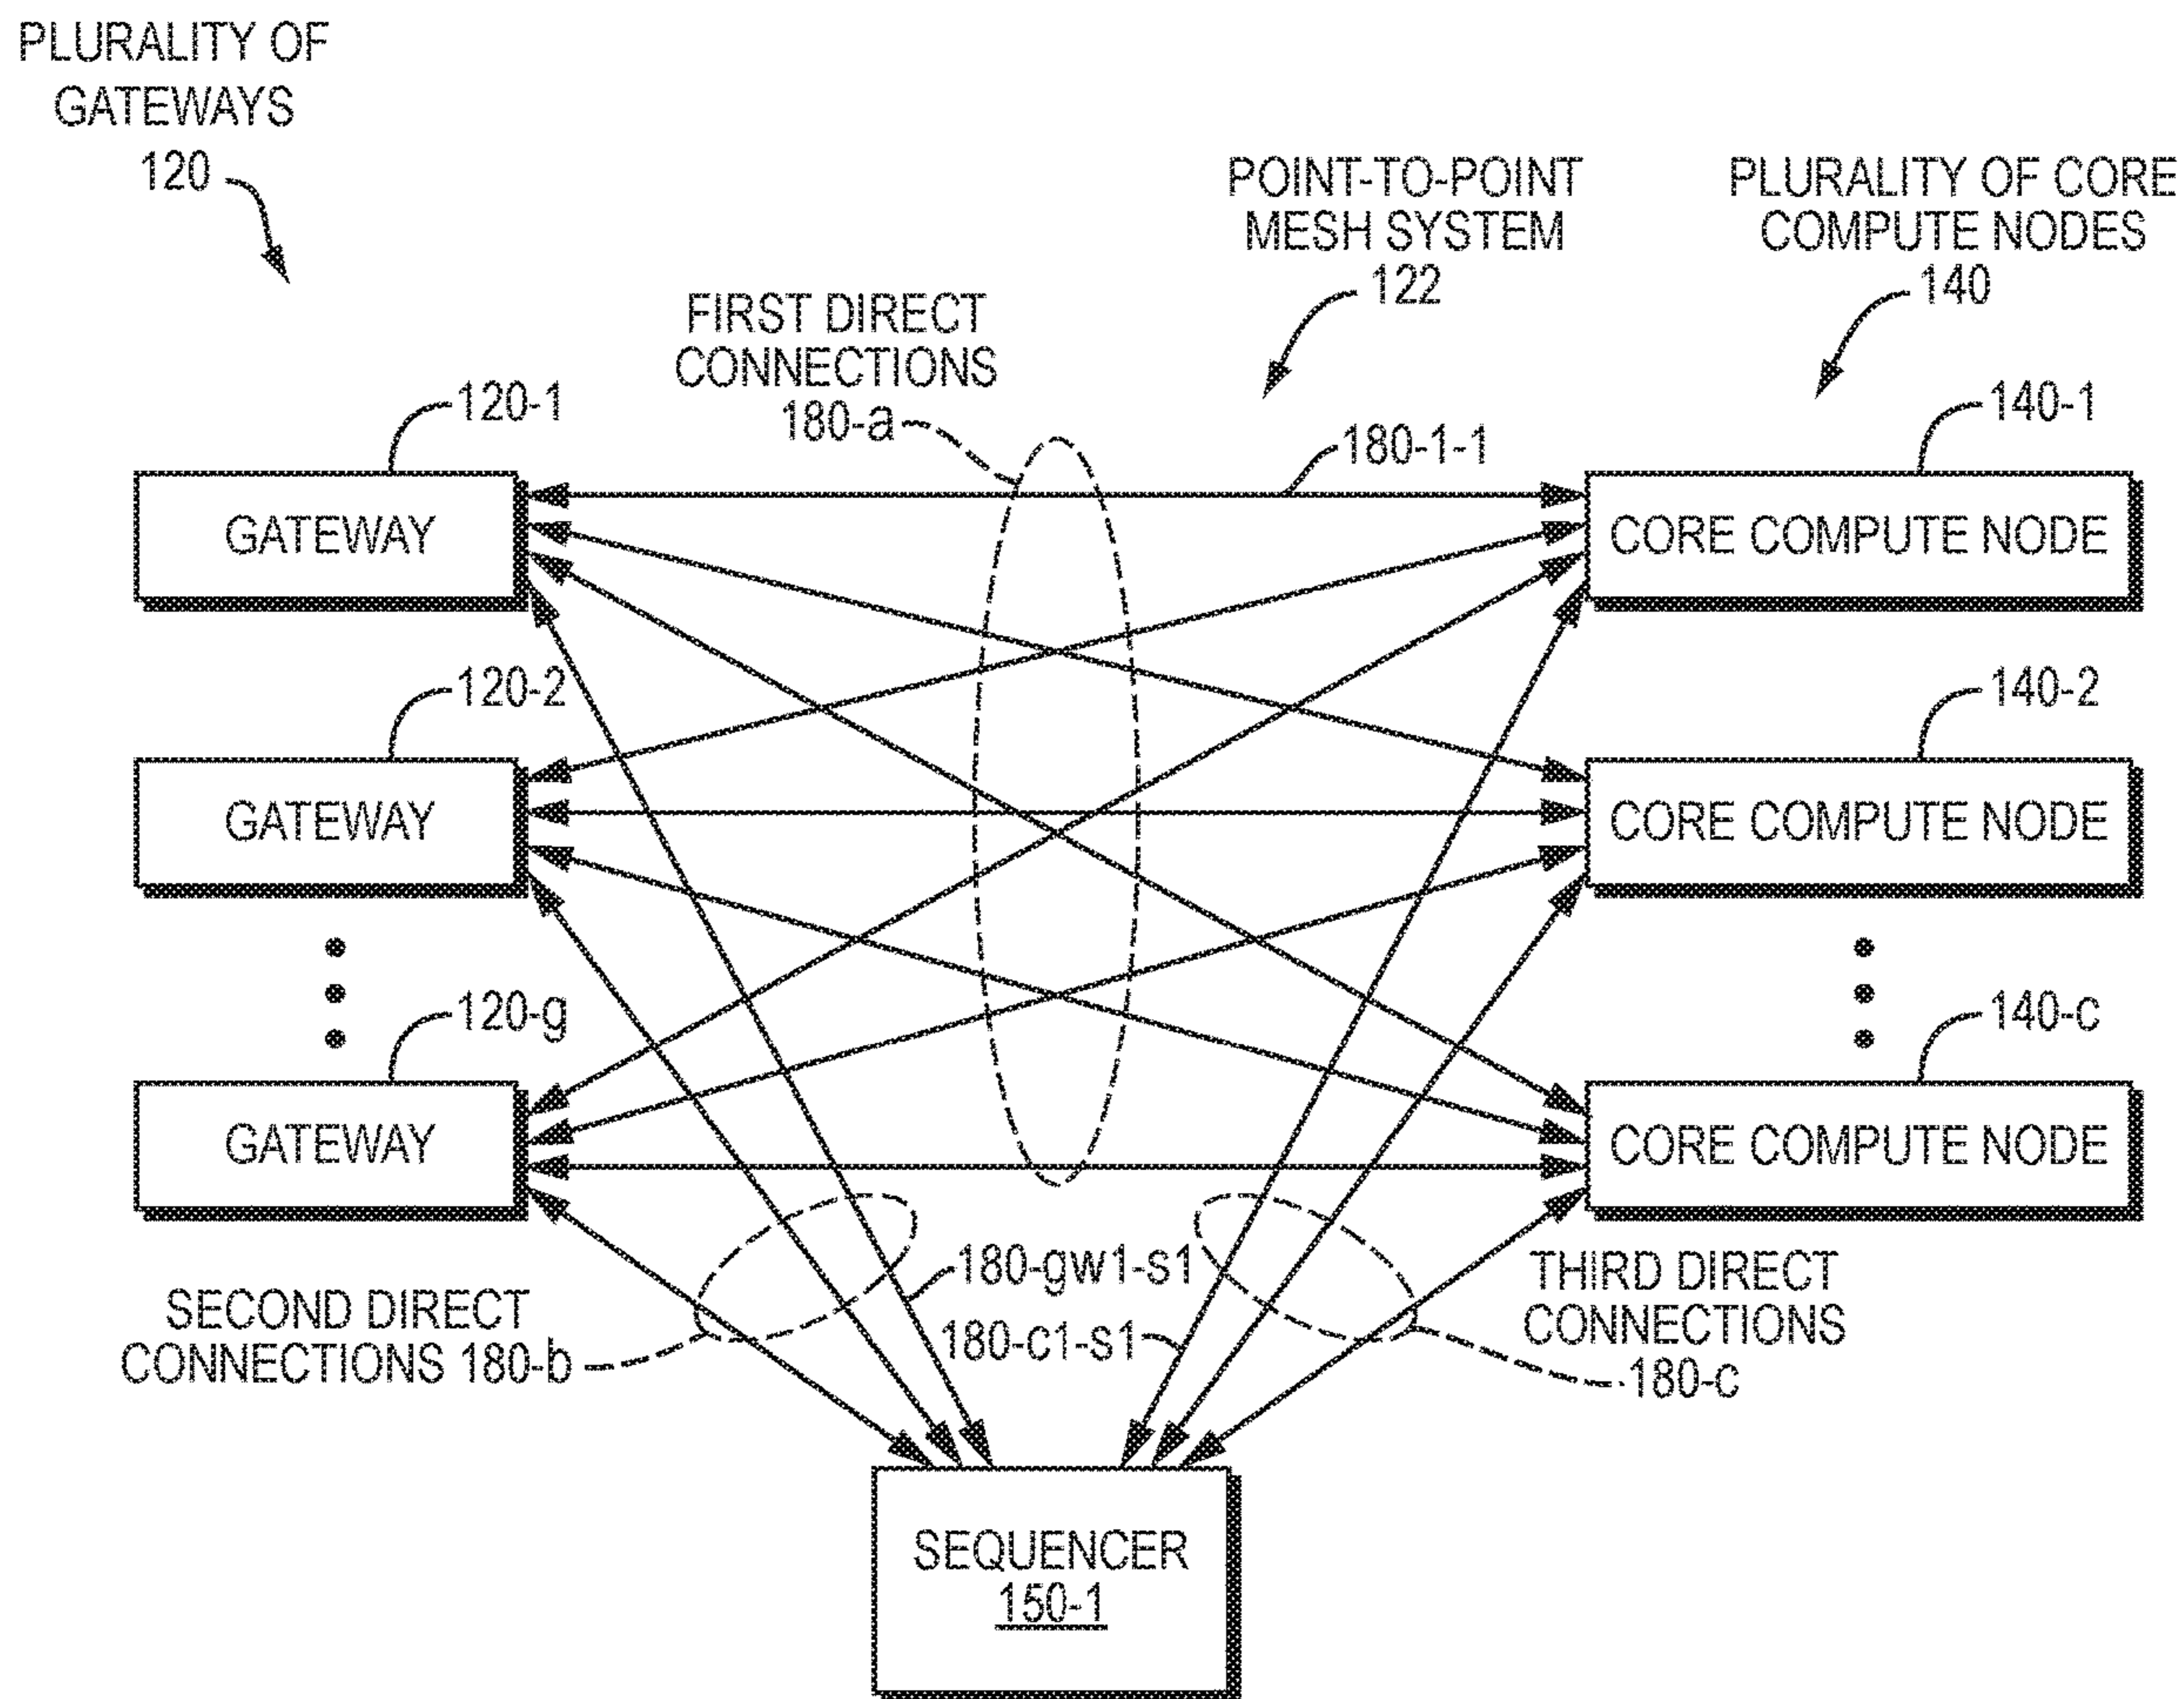 PLURALITY OF
GATEWAYS
120
POINT-TO-POINT
MESH SYSTEM
122
PLURALITY OF CORE
COMPUTE NODES
140
FIRST DIRECT
CONNECTIONS
180-a
120-1
180-1-1
140-1
GATEWAY
CORE COMPUTE NODE
120-2
140-2
GATEWAY
CORE COMPUTE NODE
120-g
140-c
GATEWAY
CORE COMPUTE NODE
180-gw1-s1
180-c1-s1
SECOND DIRECT
CONNECTIONS 180-b
THIRD DIRECT
CONNECTIONS
180-c
SEQUENCER
150-1